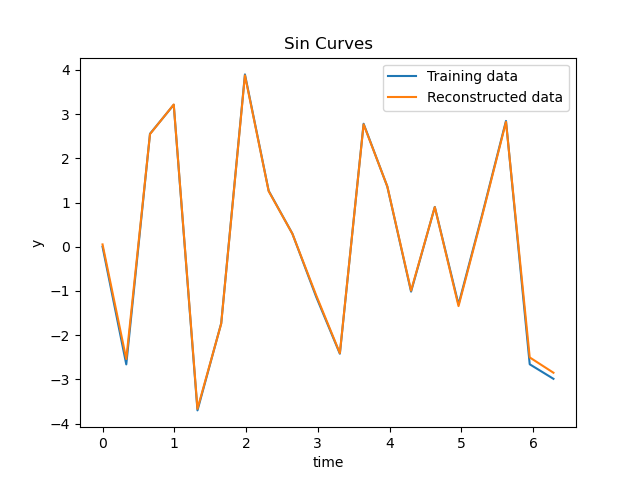 Sin Curves
Training data
Reconstructed data
y
4
3
2
1
0
−1
−2
−3
−4
0 1 2 3 4 5 6
time